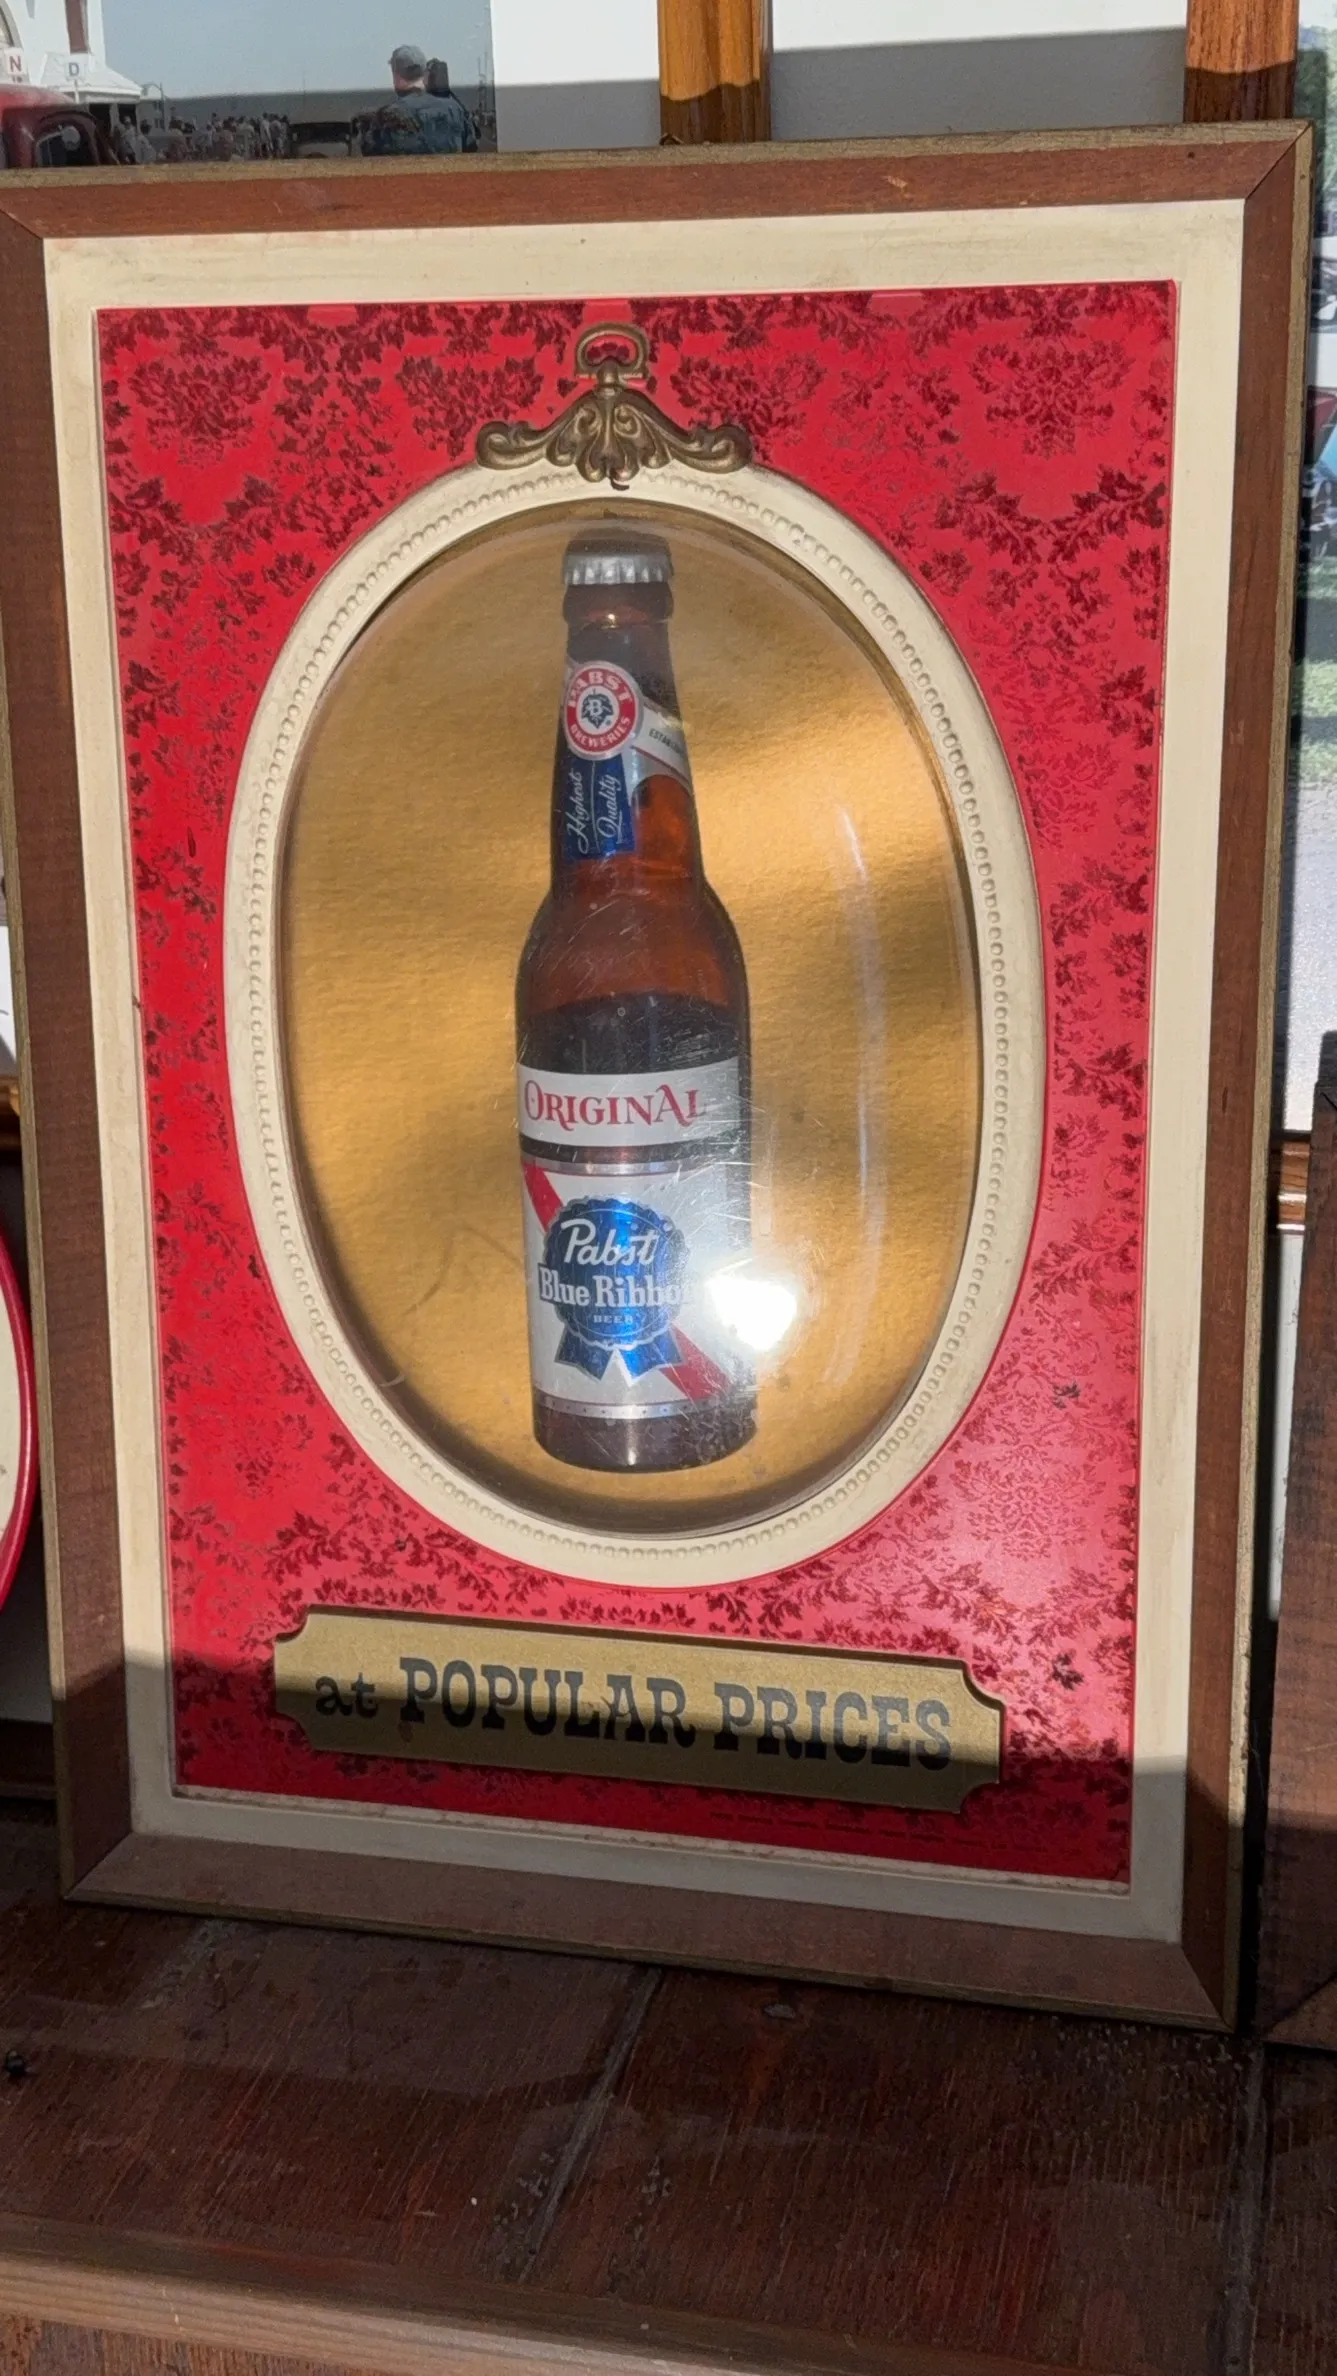 N D
PABST
B
BREWERIES
Highest
Quality
ORIGINAL
Pabst
Blue Ribbon
BEER
at POPULAR PRICES